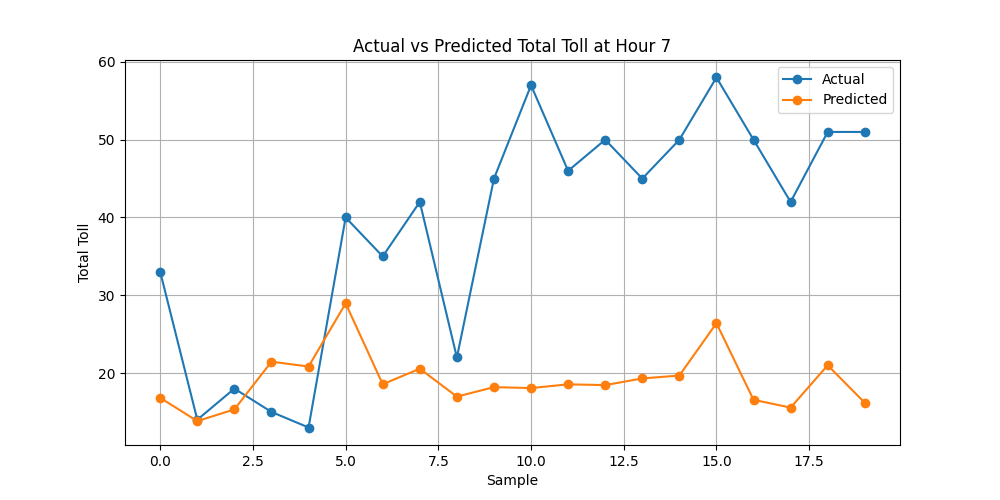 Actual vs Predicted Total Toll at Hour 7
Actual
Predicted
60
50
40
30
20
Total Toll
0.0 2.5 5.0 7.5 10.0 12.5 15.0 17.5
Sample